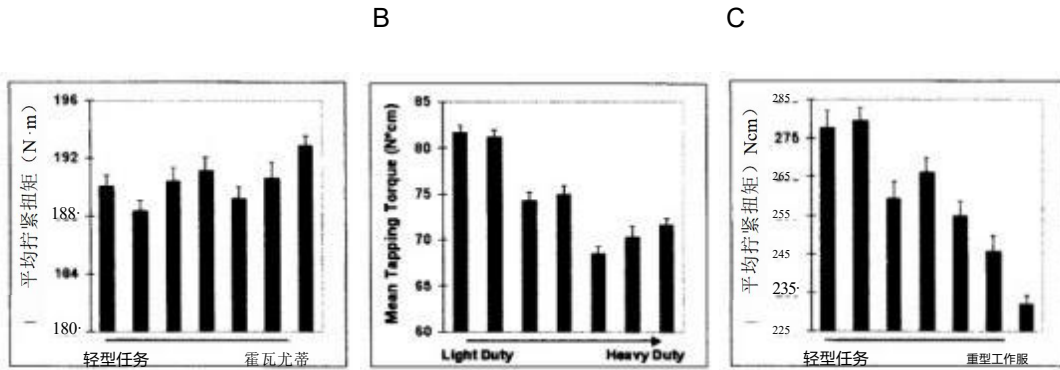 B
C
平均拧紧扭矩（N·m）
196
192
188·
184
180·
轻型任务
霍瓦尤蒂
Mean Tapping Torque (N*cm)
85
80
75
70
65
60
Light Duty
Heavy Duty
平均拧紧扭矩）Ncm
285
275
265
255
245
235·
225
轻型任务
重型工作服